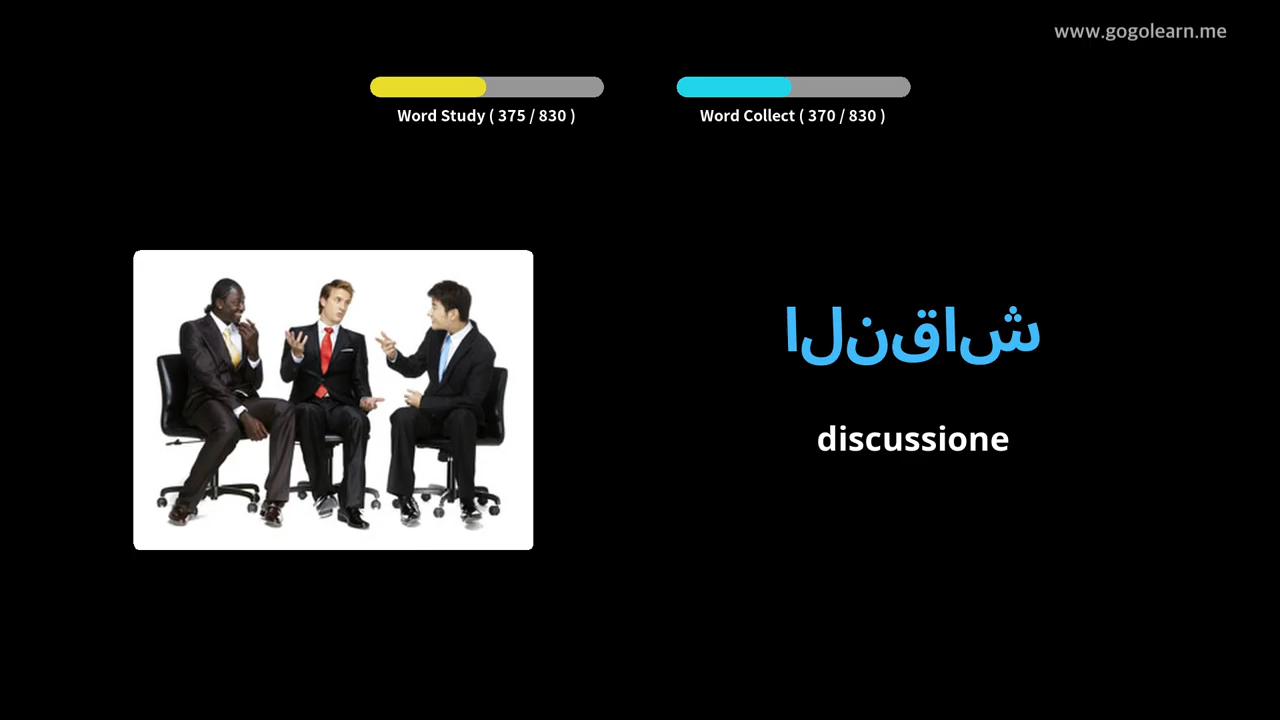 www.gogolearn.me
Word Study ( 375 / 830 )
Word Collect ( 370 / 830 )
النقاش
discussione